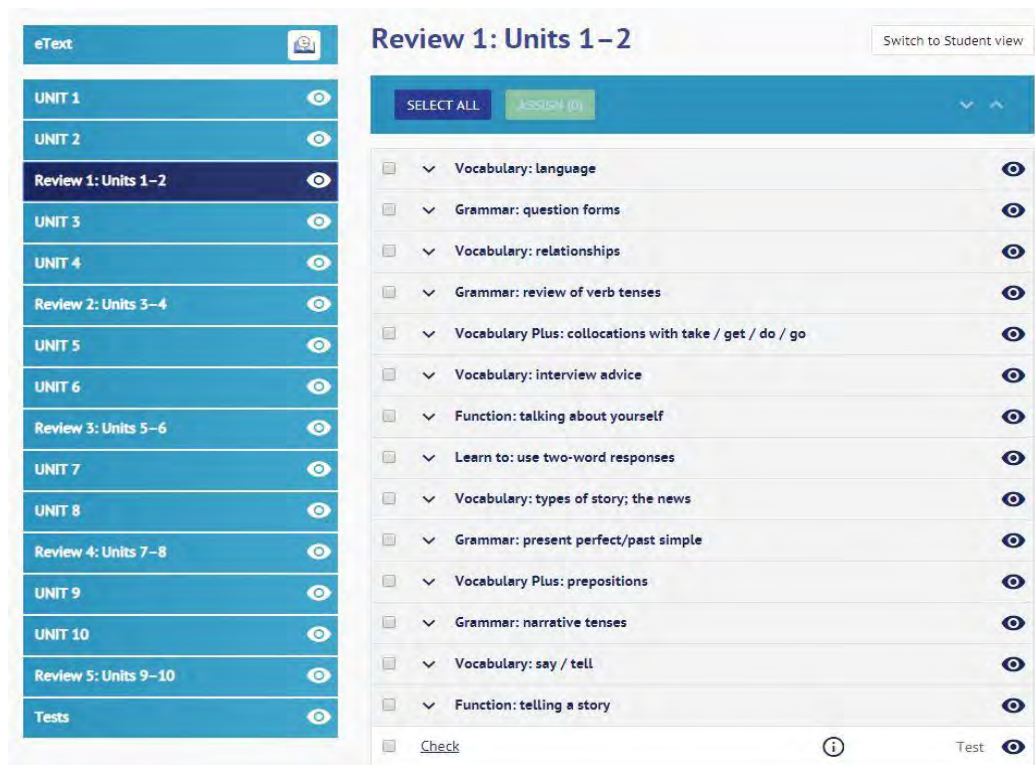 eText
UNIT 1
UNIT 2
Review 1: Units 1–2
UNIT 3
UNIT 4
Review 2: Units 3–4
UNIT 5
UNIT 6
Review 3: Units 5–6
UNIT 7
UNIT 8
Review 4: Units 7–8
UNIT 9
UNIT 10
Review 5: Units 9–10
Tests
Review 1: Units 1–2
Switch to Student view
SELECT ALL
ASSIGN (0)
Vocabulary: language
Grammar: question forms
Vocabulary: relationships
Grammar: review of verb tenses
Vocabulary Plus: collocations with take / get / do / go
Vocabulary: interview advice
Function: talking about yourself
Learn to: use two-word responses
Vocabulary: types of story; the news
Grammar: present perfect/past simple
Vocabulary Plus: prepositions
Grammar: narrative tenses
Vocabulary: say / tell
Function: telling a story
Check
Test